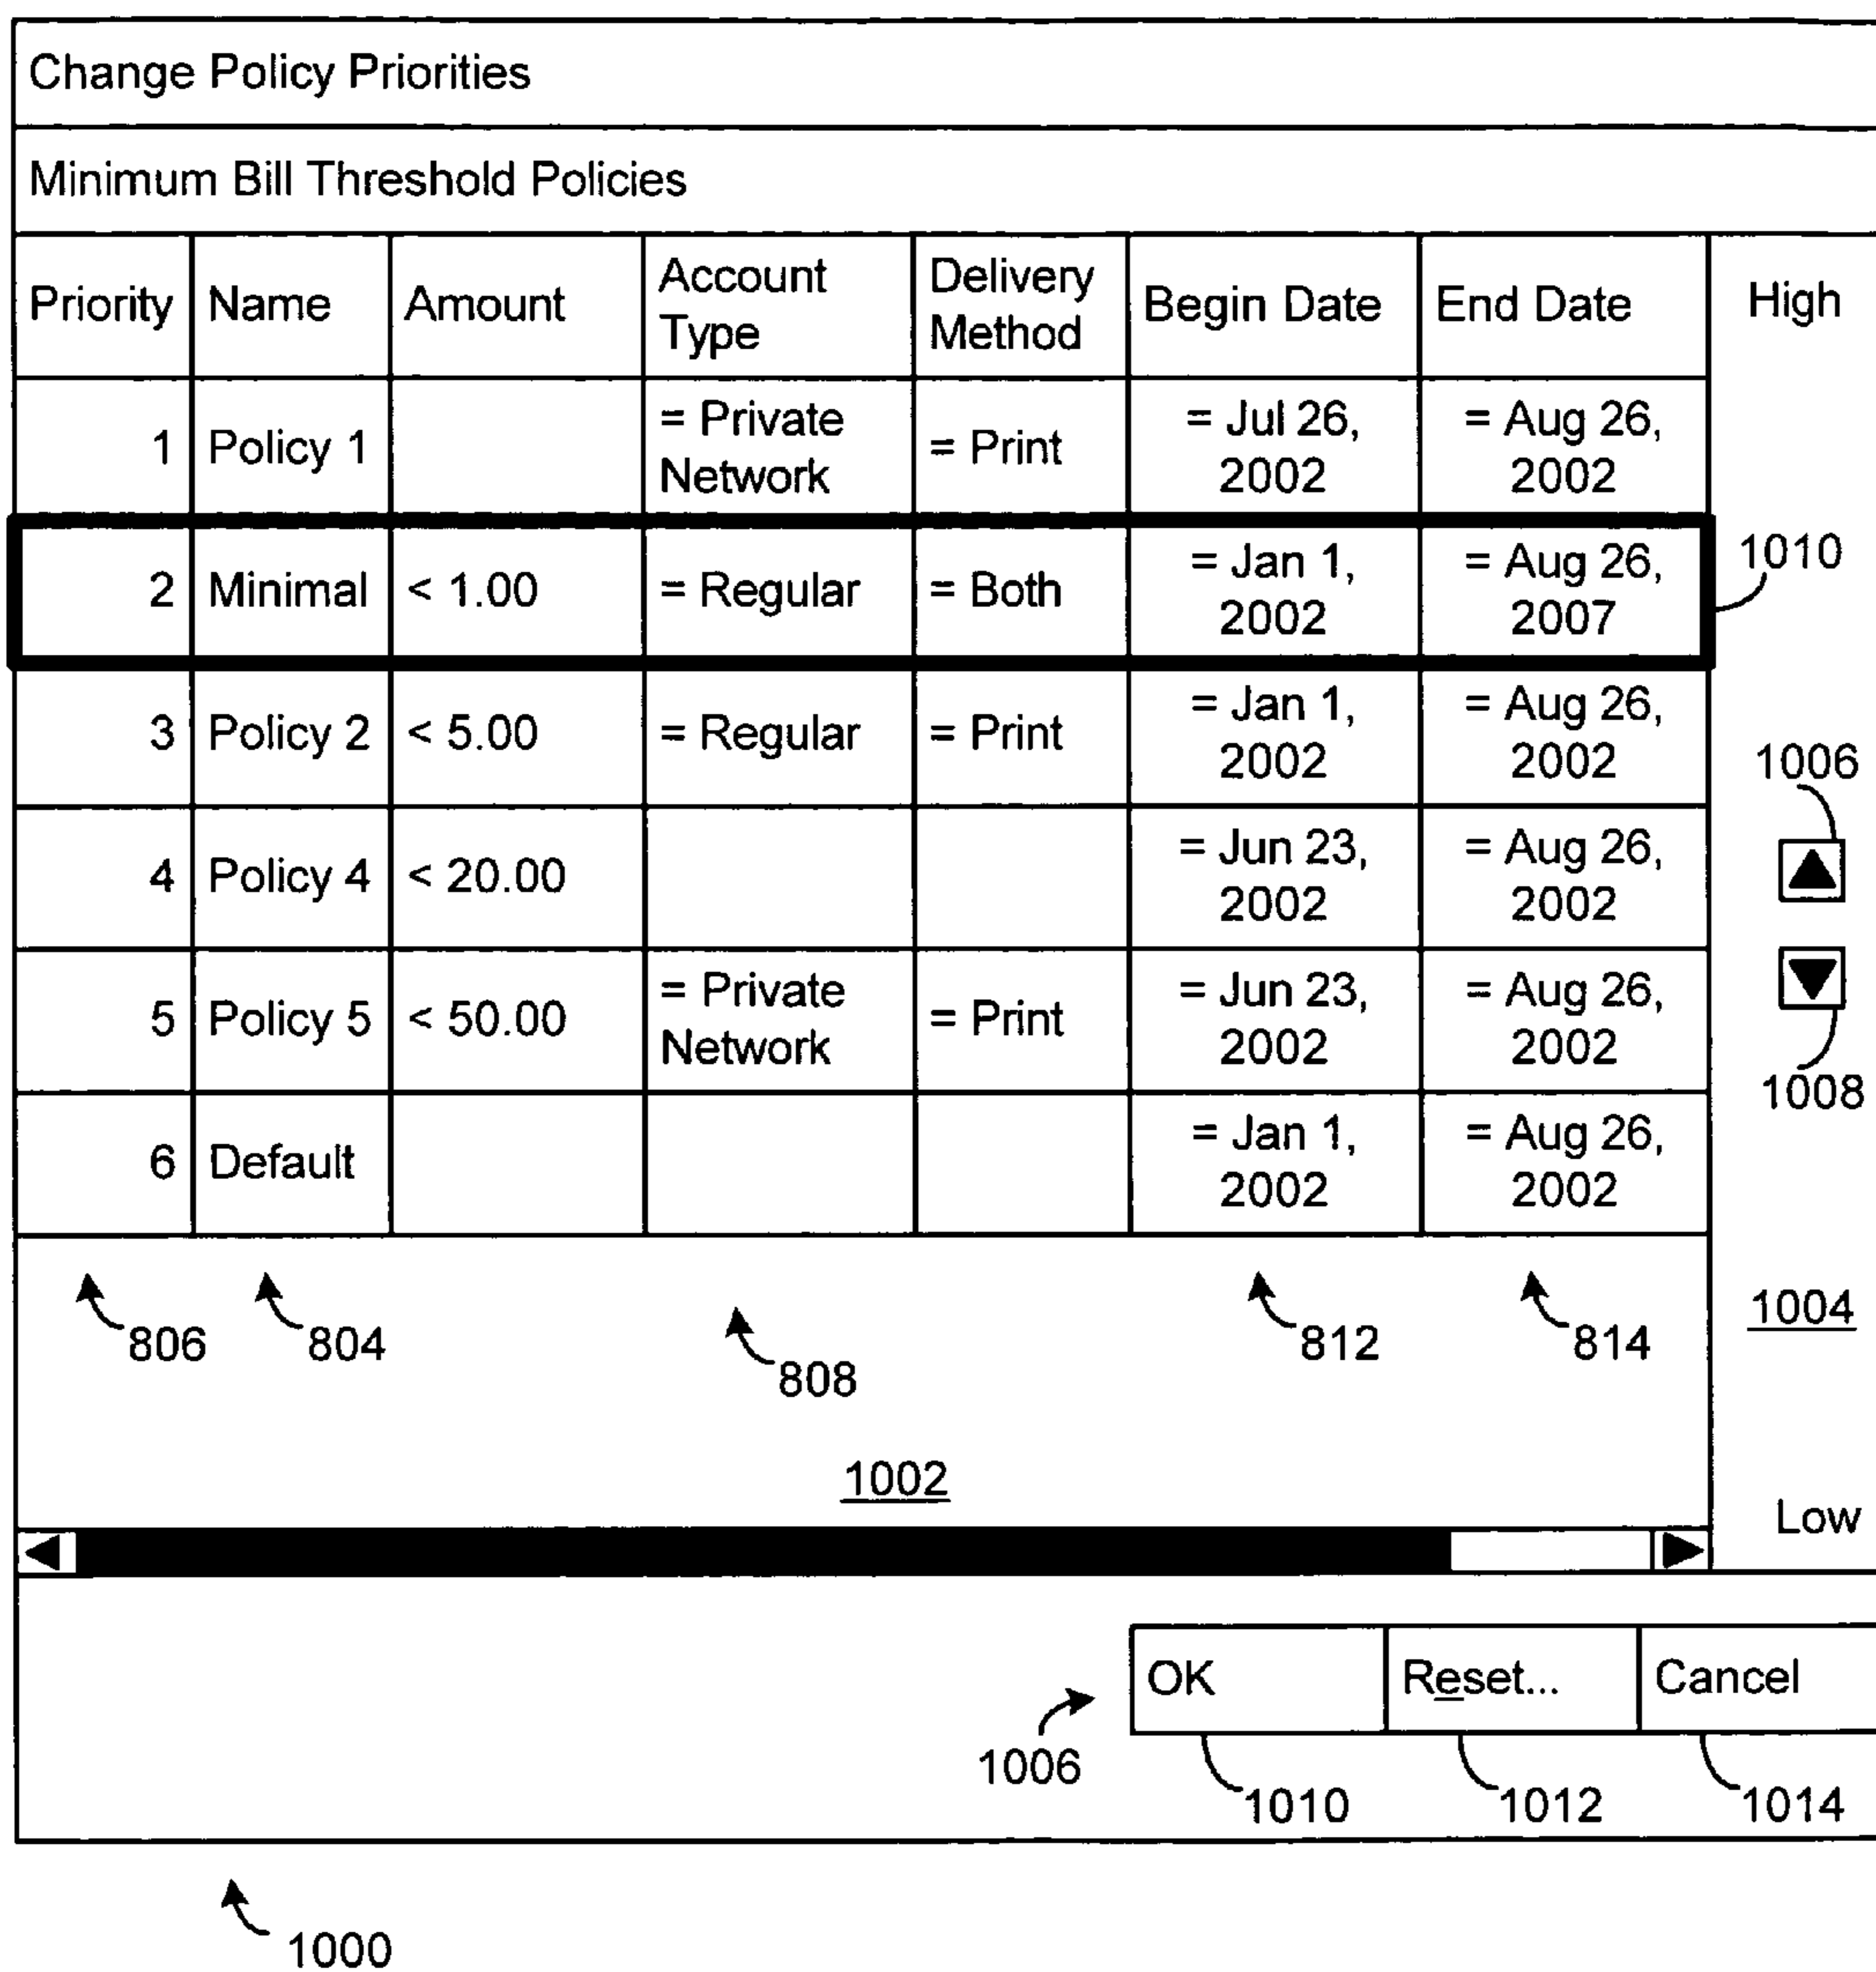 Change Policy Priorities
Minimum Bill Threshold Policies
Priority Name Amount Account Type Delivery Method Begin Date End Date High
1 Policy 1 = Private Network = Print = Jul 26, 2002 = Aug 26, 2002
2 Minimal < 1.00 = Regular = Both = Jan 1, 2002 = Aug 26, 2007 1010
3 Policy 2 < 5.00 = Regular = Print = Jan 1, 2002 = Aug 26, 2002
1006
4 Policy 4 < 20.00 = Jun 23, 2002 = Aug 26, 2002
5 Policy 5 < 50.00 = Private Network = Print = Jun 23, 2002 = Aug 26, 2002
1008
6 Default = Jan 1, 2002 = Aug 26, 2002
806 804 808 812 814 1004
1002
Low
OK Reset... Cancel
1006 1010 1012 1014
1000